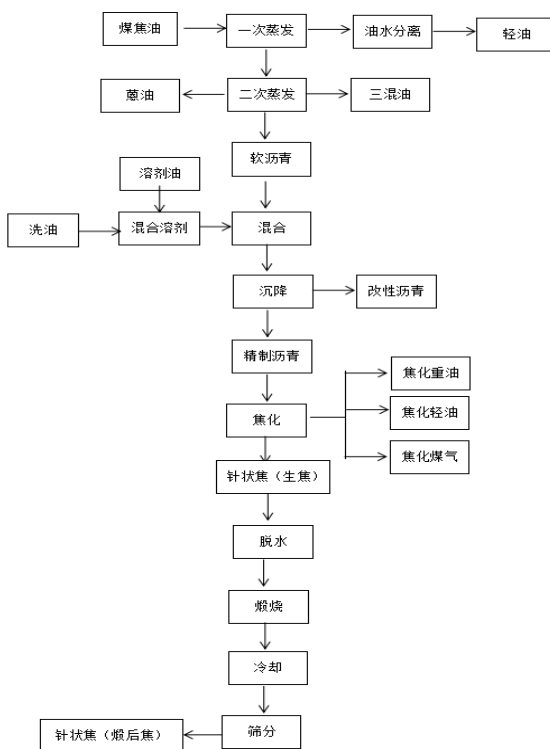 煤焦油
一次蒸发
油水分离
轻油
蒽油
二次蒸发
三混油
软沥青
溶剂油
洗油
混合溶剂
混合
沉降
改性沥青
精制沥青
焦化重油
焦化
焦化轻油
焦化煤气
针状焦（生焦）
脱水
煅烧
冷却
针状焦（煅后焦）
筛分